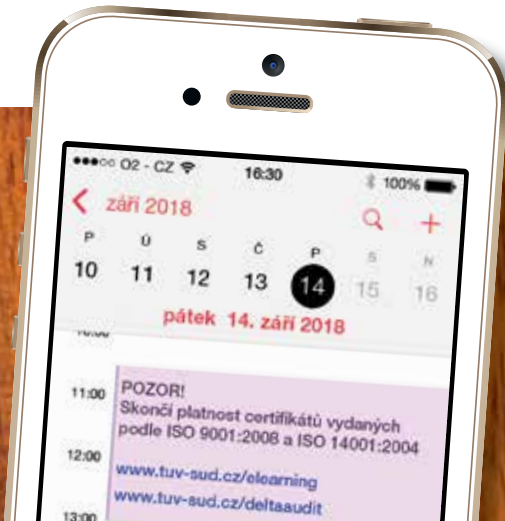 O2 - CZ 16:30 100%
září 2018
P Ú S Č P S N
10 11 12 13 14 15 16
pátek 14. září 2018
10:00
11:00 POZOR!
Skončí platnost certifikátů vydaných
podle ISO 9001:2008 a ISO 14001:2004
12:00
www.tuv-sud.cz/elearning
www.tuv-sud.cz/deltaaudit
13:00